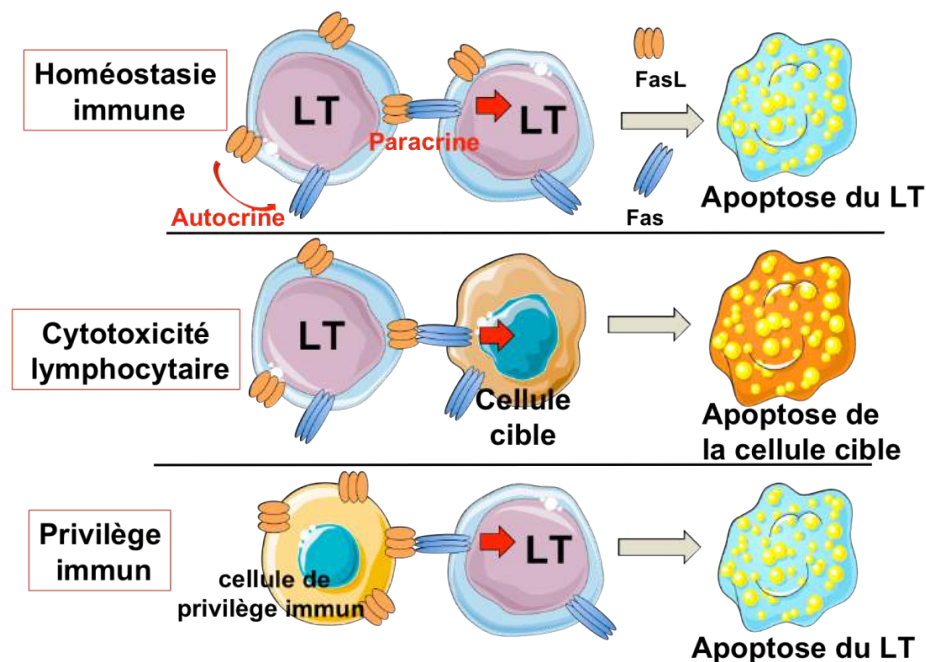 Homéostasie
immune
LT
Paracrine
LT
Autocrine
FasL
Fas
Apoptose du LT
Cytotoxicité
lymphocytaire
LT
Cellule
cible
Apoptose de
la cellule cible
Privilège
immun
cellule de
privilège immun
LT
Apoptose du LT